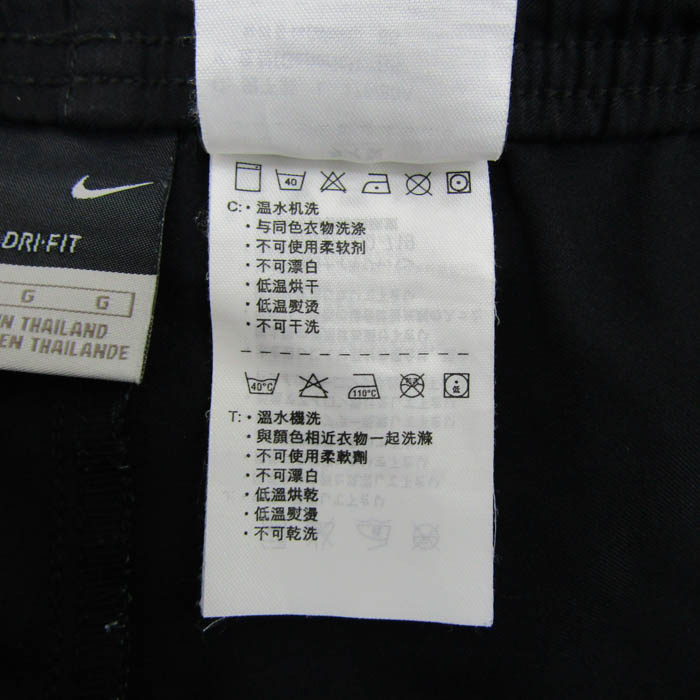 DRI-FIT
G G
N THAILAND
EN THAILANDE
40
C:・温水机洗
・与同色衣物洗涤
・不可使用柔软剂
・不可漂白
・低温烘干
・低温熨烫
・不可干洗
40°C 110°C 低
T:・溫水機洗
・與顏色相近衣物一起洗滌
・不可使用柔軟劑
・不可漂白
・低溫烘乾
・低溫熨燙
・不可乾洗